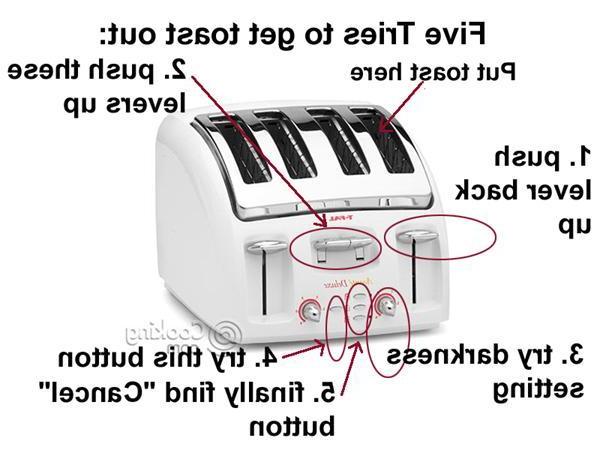 Five Tries to get toast out:
2. push these
levers up
Put toast here
1. push
lever back
up
T-FAL
Avante Deluxe
© Cooking
.com
3. try darkness
setting
4. try this button
5. finally find "Cancel"
button